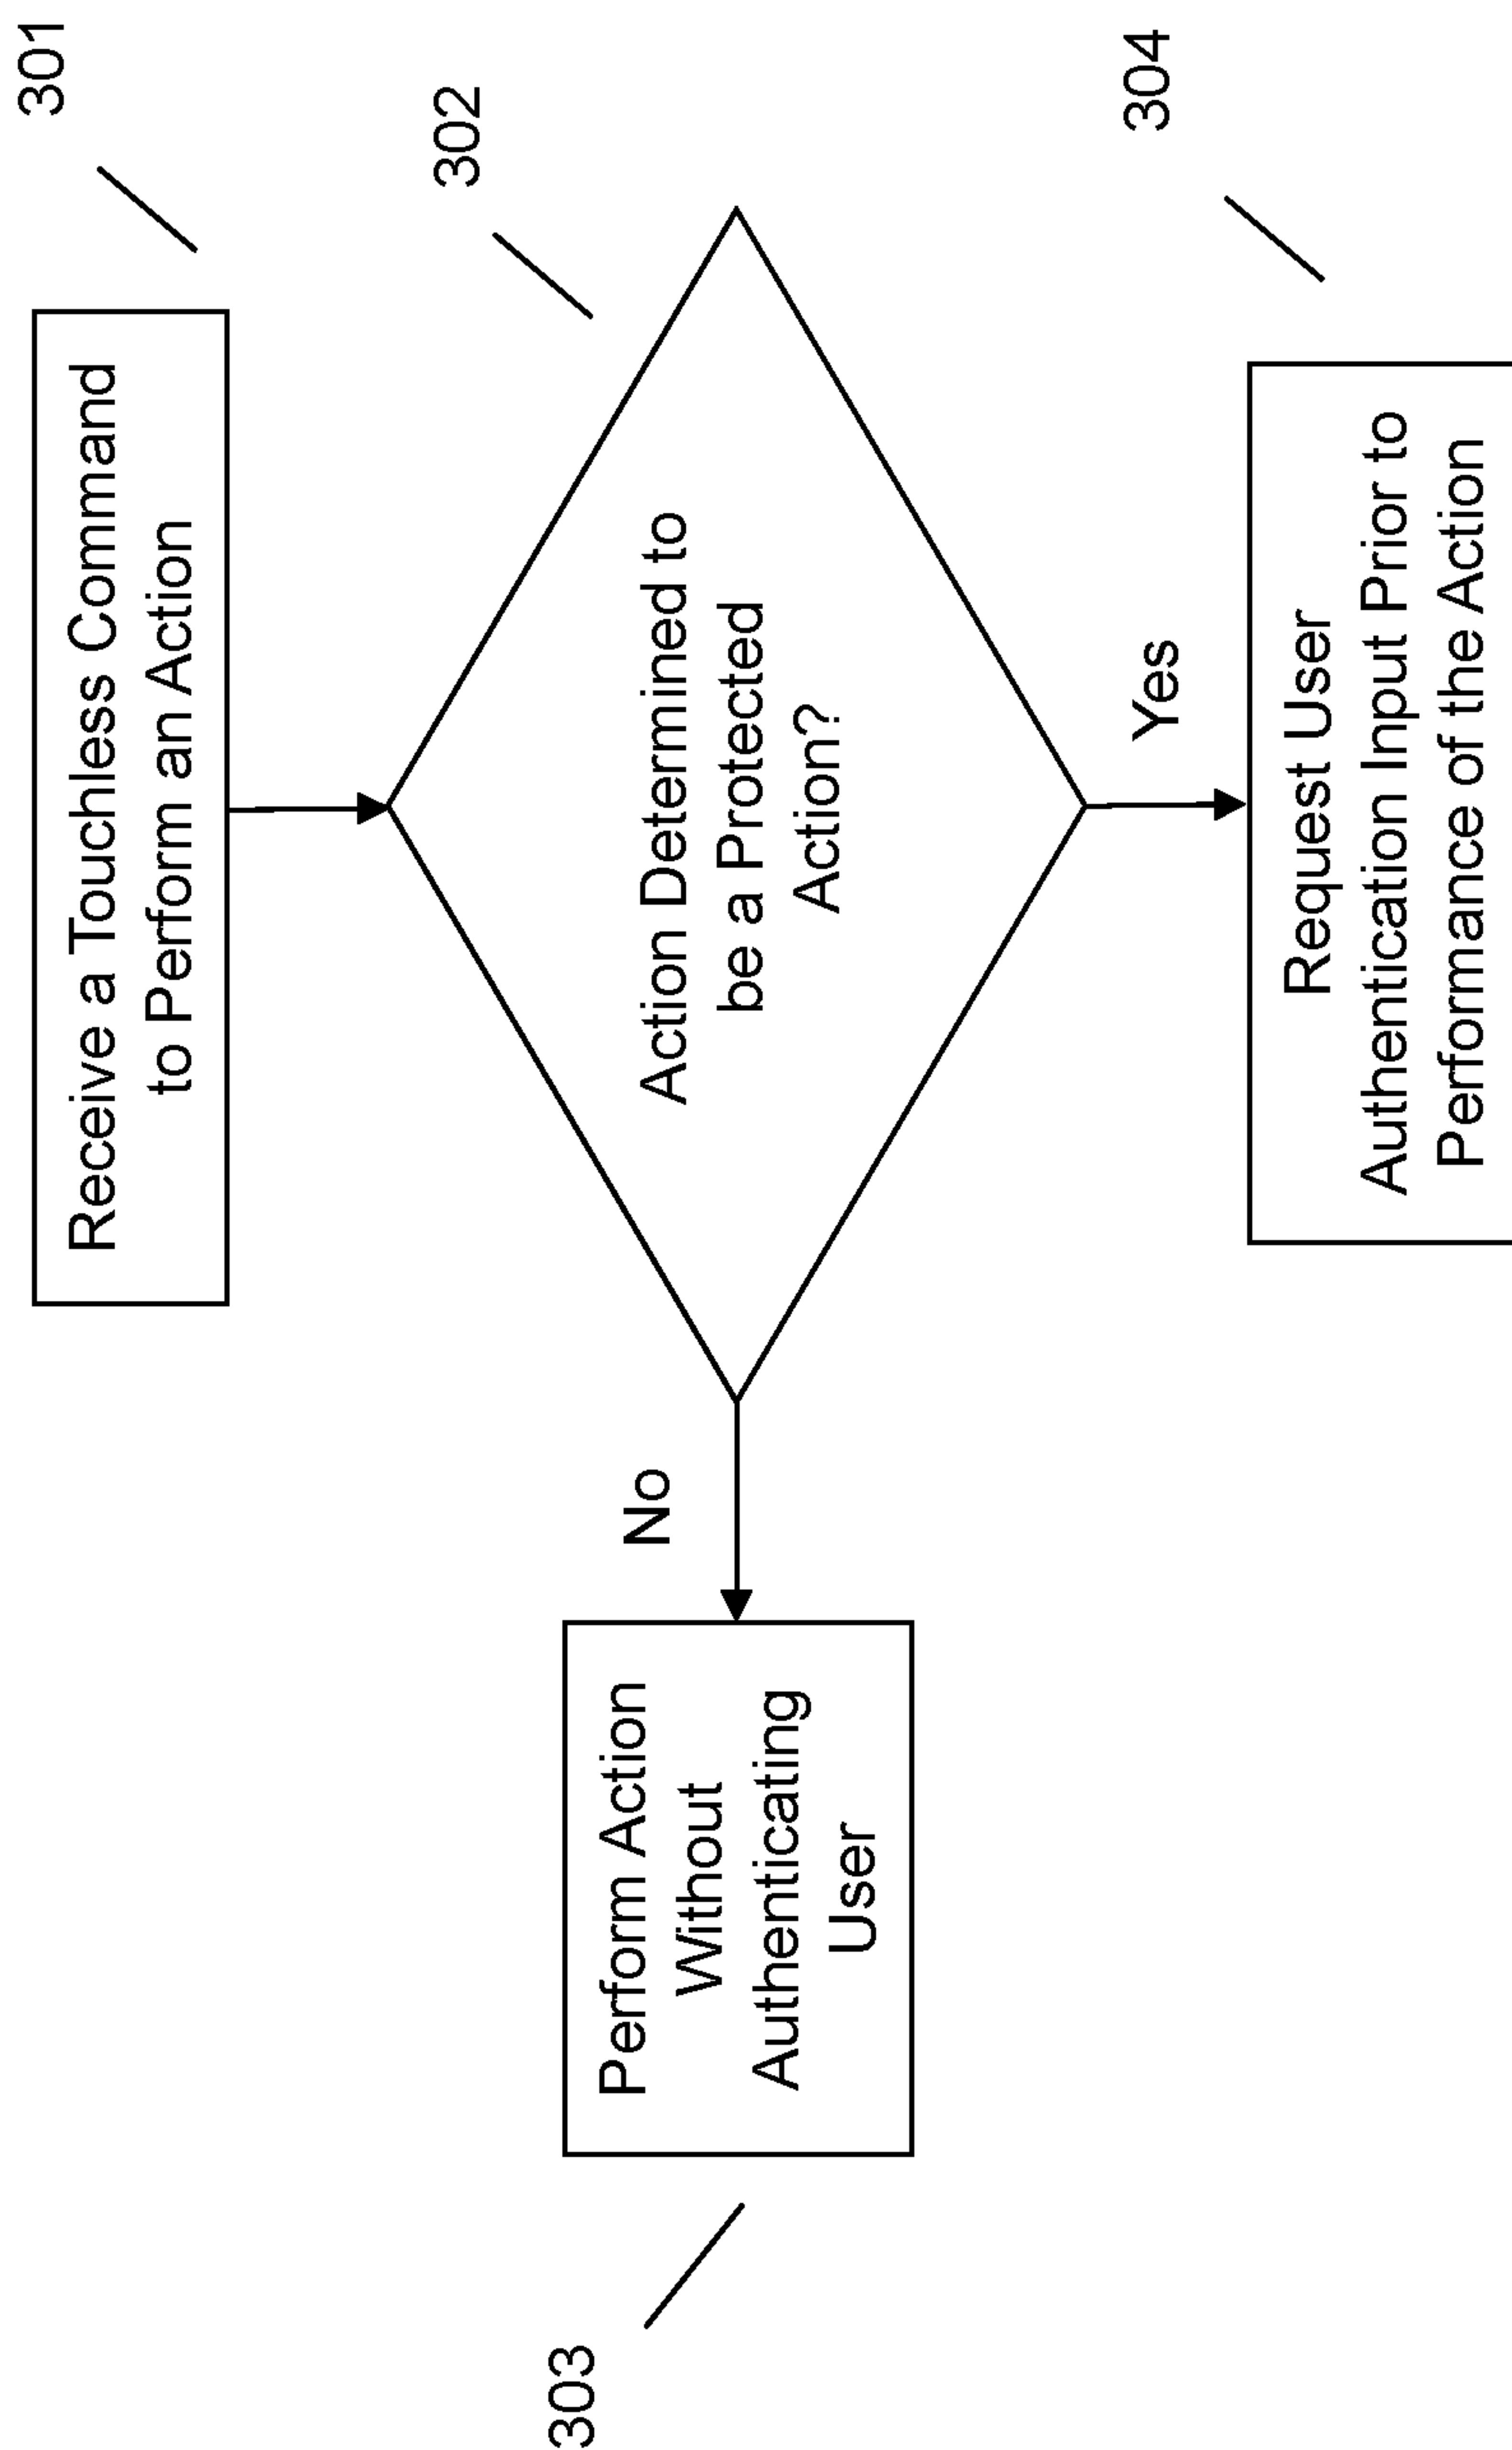 301
Receive a Touchless Command
to Perform an Action
302
Action Determined to
be a Protected
Action?
No
Yes
303
Perform Action
Without
Authenticating
User
304
Request User
Authentication Input Prior to
Performance of the Action